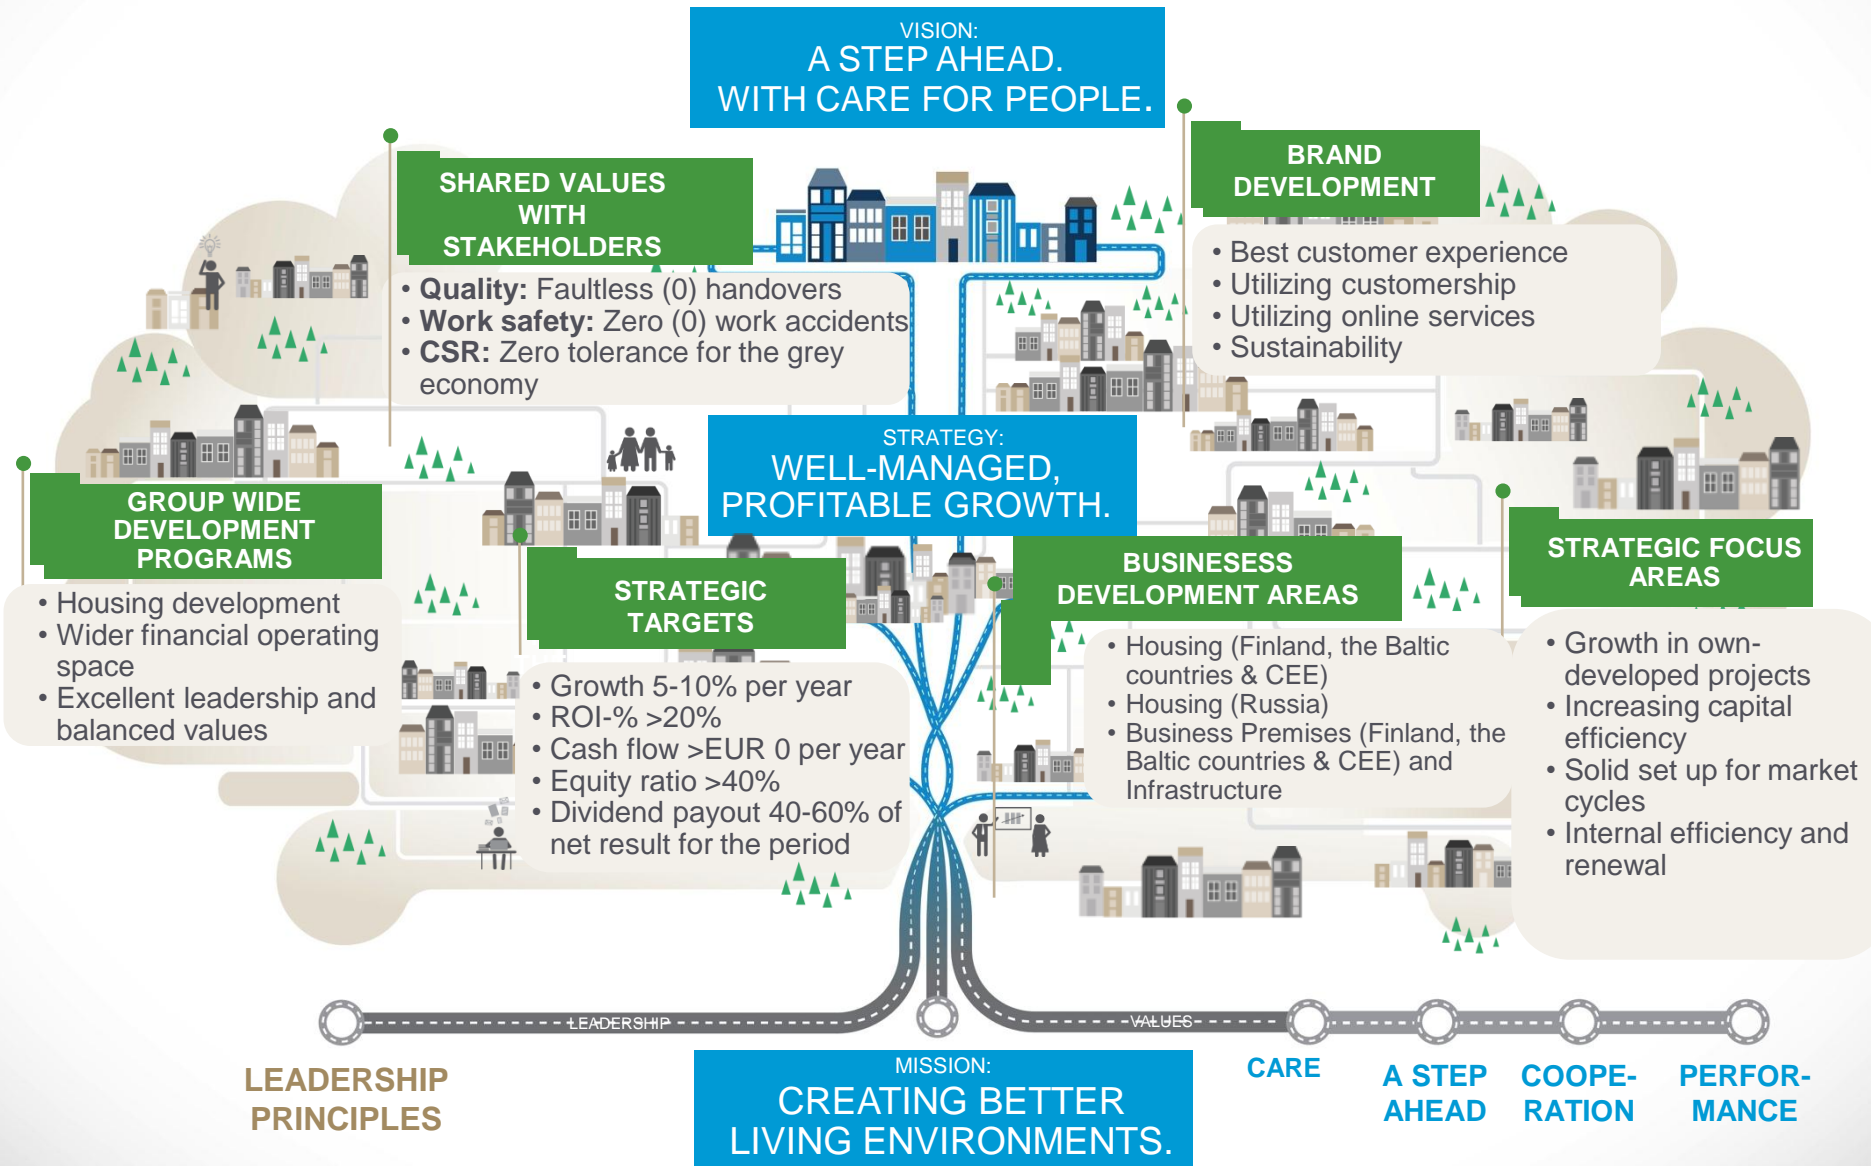 VISION:
A STEP AHEAD.
WITH CARE FOR PEOPLE.
SHARED VALUES
WITH
STAKEHOLDERS
• Quality: Faultless (0) handovers
• Work safety: Zero (0) work accidents
• CSR: Zero tolerance for the grey
economy
BRAND
DEVELOPMENT
• Best customer experience
• Utilizing customership
• Utilizing online services
• Sustainability
STRATEGY:
WELL-MANAGED,
PROFITABLE GROWTH.
GROUP WIDE
DEVELOPMENT
PROGRAMS
• Housing development
• Wider financial operating
space
• Excellent leadership and
balanced values
STRATEGIC
TARGETS
• Growth 5-10% per year
• ROI-% >20%
• Cash flow >EUR 0 per year
• Equity ratio >40%
• Dividend payout 40-60% of
net result for the period
BUSINESESS
DEVELOPMENT AREAS
• Housing (Finland, the Baltic
countries & CEE)
• Housing (Russia)
• Business Premises (Finland, the
Baltic countries & CEE) and
Infrastructure
STRATEGIC FOCUS
AREAS
• Growth in own-
developed projects
• Increasing capital
efficiency
• Solid set up for market
cycles
• Internal efficiency and
renewal
LEADERSHIP
VALUES
LEADERSHIP
PRINCIPLES
MISSION:
CREATING BETTER
LIVING ENVIRONMENTS.
CARE
A STEP
AHEAD
COOPE-
RATION
PERFOR-
MANCE